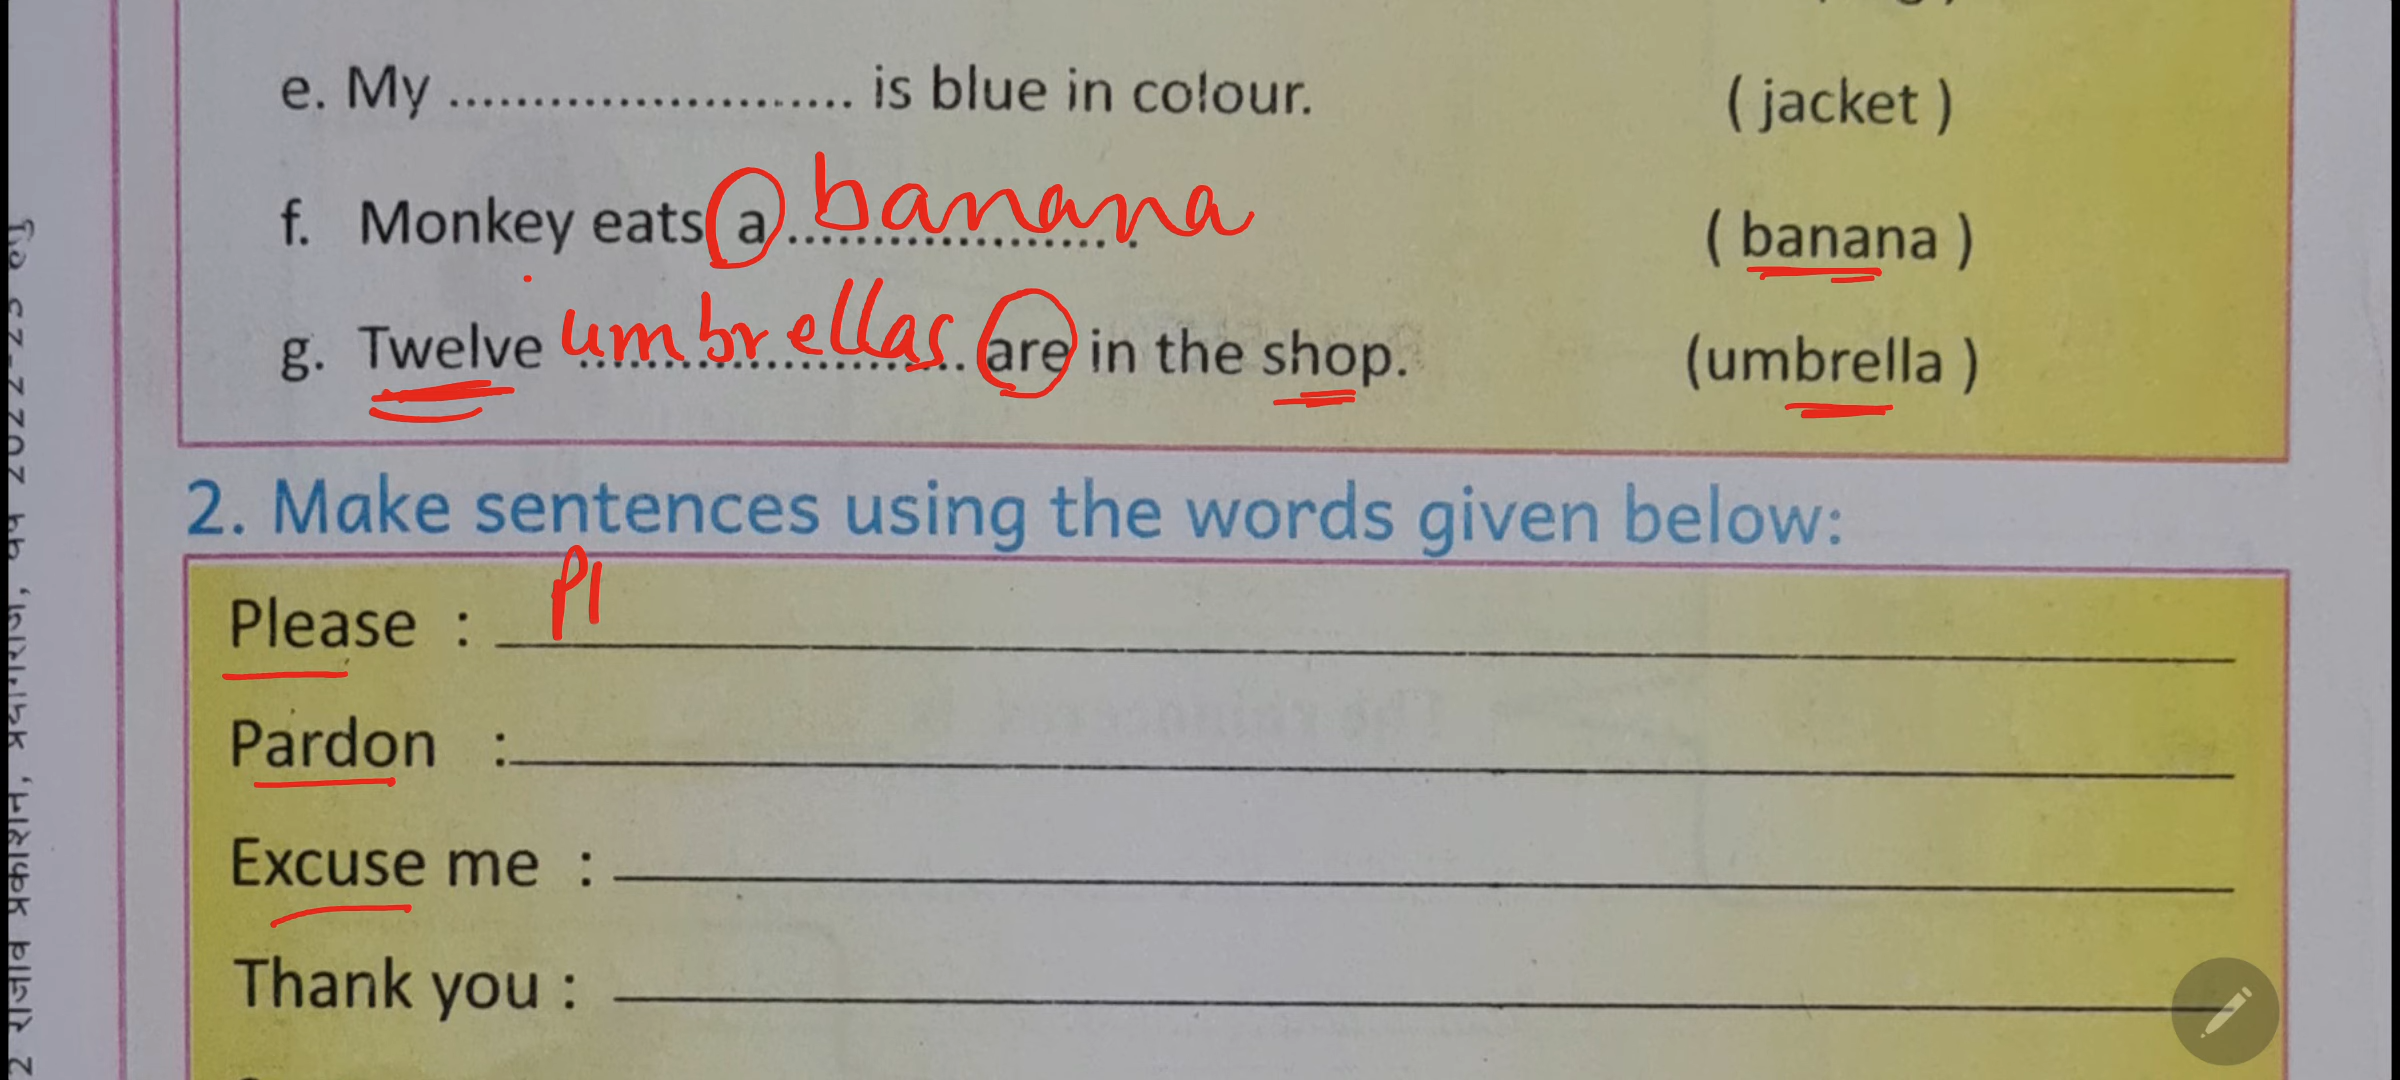 e. My ........................ is blue in colour. ( jacket )
f. Monkey eats a banana ( banana )
g. Twelve umbrellas are in the shop. (umbrella )
2. Make sentences using the words given below:
Please : Pl
Pardon :
Excuse me :
Thank you :